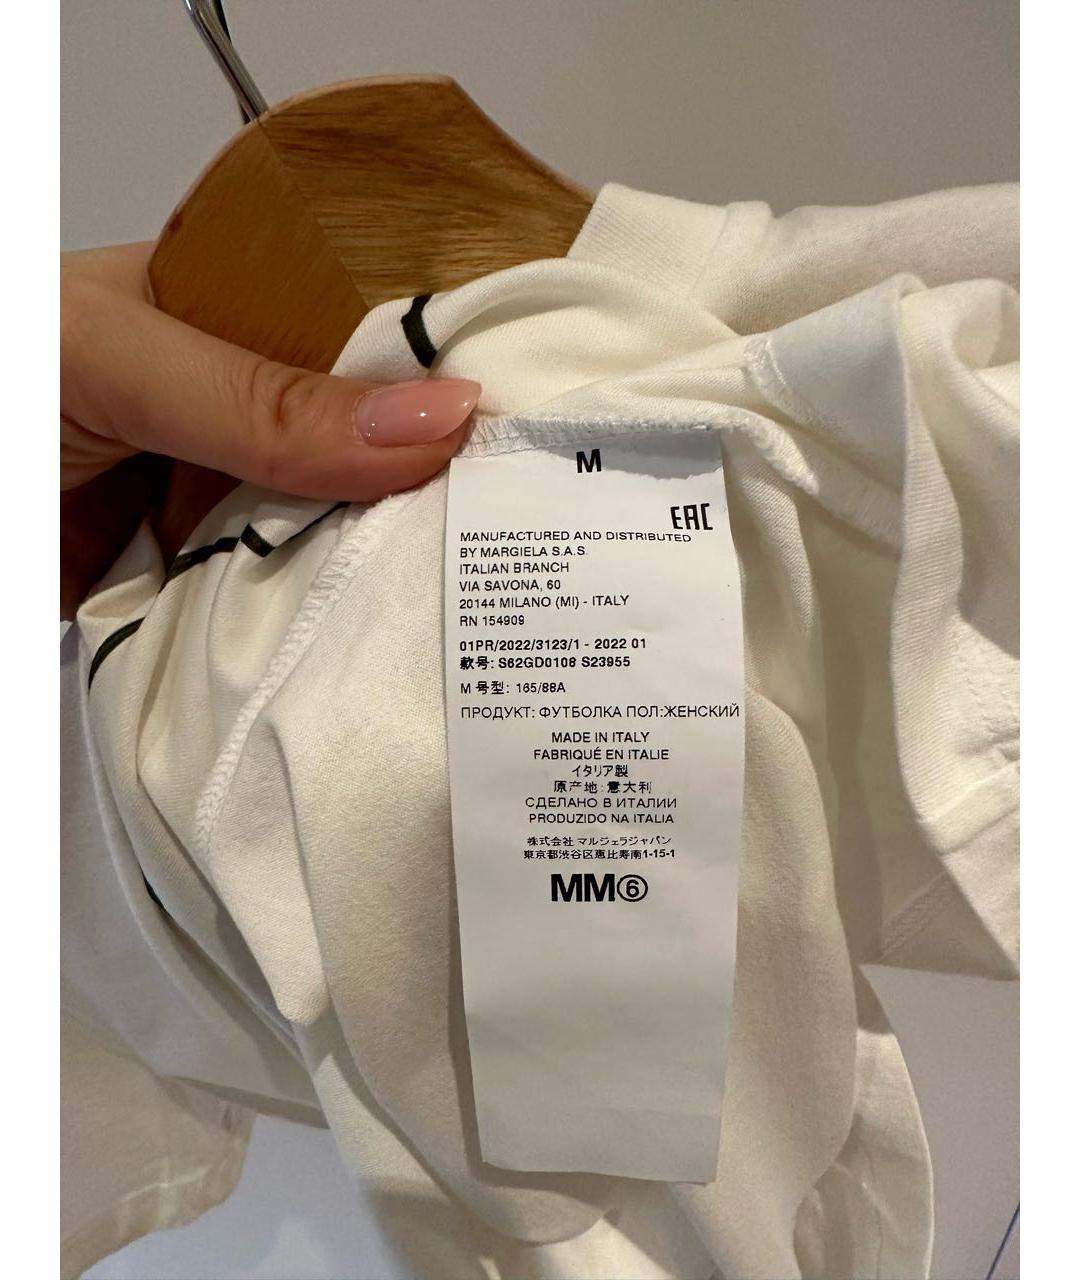 M
EAC
MANUFACTURED AND DISTRIBUTED
BY MARGIELA S.A.S.
ITALIAN BRANCH
VIA SAVONA, 60
20144 MILANO (MI) - ITALY
RN 154909
01PR/2022/3123/1 - 2022 01
款号: S62GD0108 S23955
M 号型: 165/88A
ПРОДУКТ: ФУТБОЛКА ПОЛ:ЖЕНСКИЙ
MADE IN ITALY
FABRIQUÉ EN ITALIE
イタリア製
原产地:意大利
СДЕЛАНО В ИТАЛИИ
PRODUZIDO NA ITALIA
株式会社 マルジェラジャパン
東京都渋谷区恵比寿南1-15-1
MM⑥